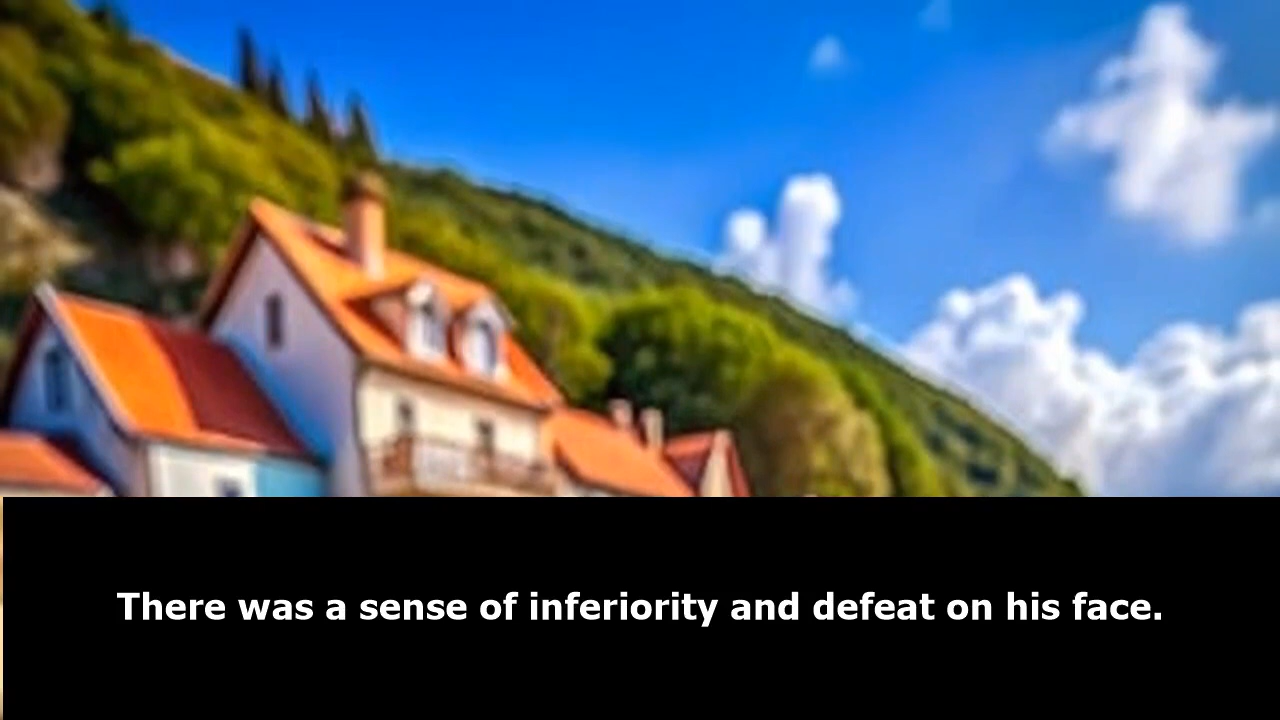 There was a sense of inferiority and defeat on his face.